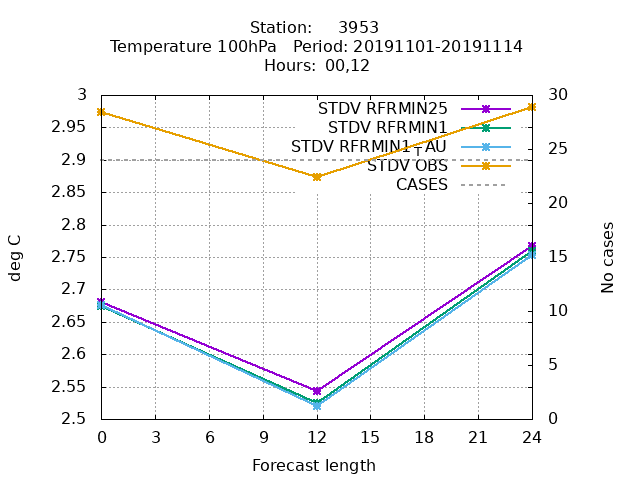 Station: 3953
Temperature 100hPa Period: 20191101-20191114
Hours: 00,12
3 30
STDV RFRMIN25
2.95
STDV RFRMIN1
2.9 25
STDV RFRMIN1_TAU
STDV OBS
2.85
CASES
2.8 20
2.75 15
2.7
2.65 10
2.6
2.55 5
2.5 0
0 3 6 9 12 15 18 21 24
deg C
No cases
Forecast length